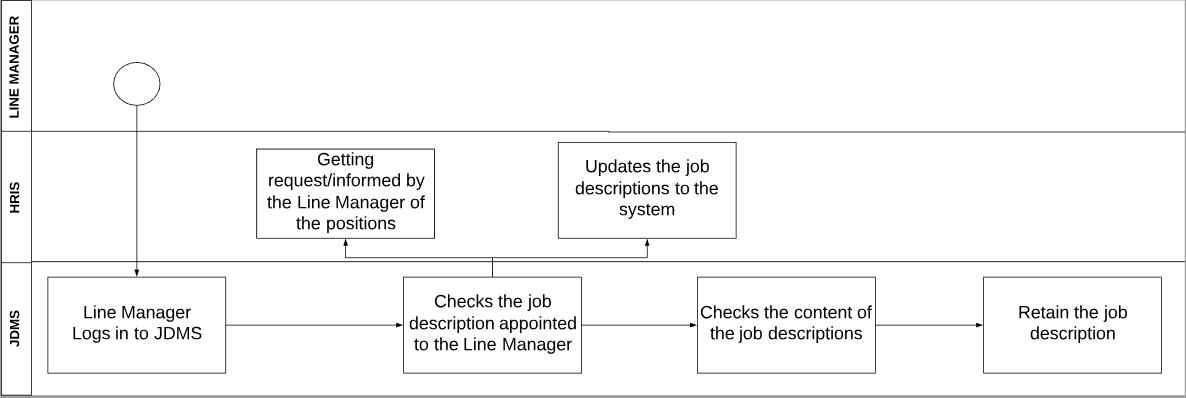 LINE MANAGER
HRIS
Getting
request/informed by
the Line Manager of
the positions
Updates the job
descriptions to the
system
JDMS
Line Manager
Logs in to JDMS
Checks the job
description appointed
to the Line Manager
Checks the content of
the job descriptions
Retain the job
description